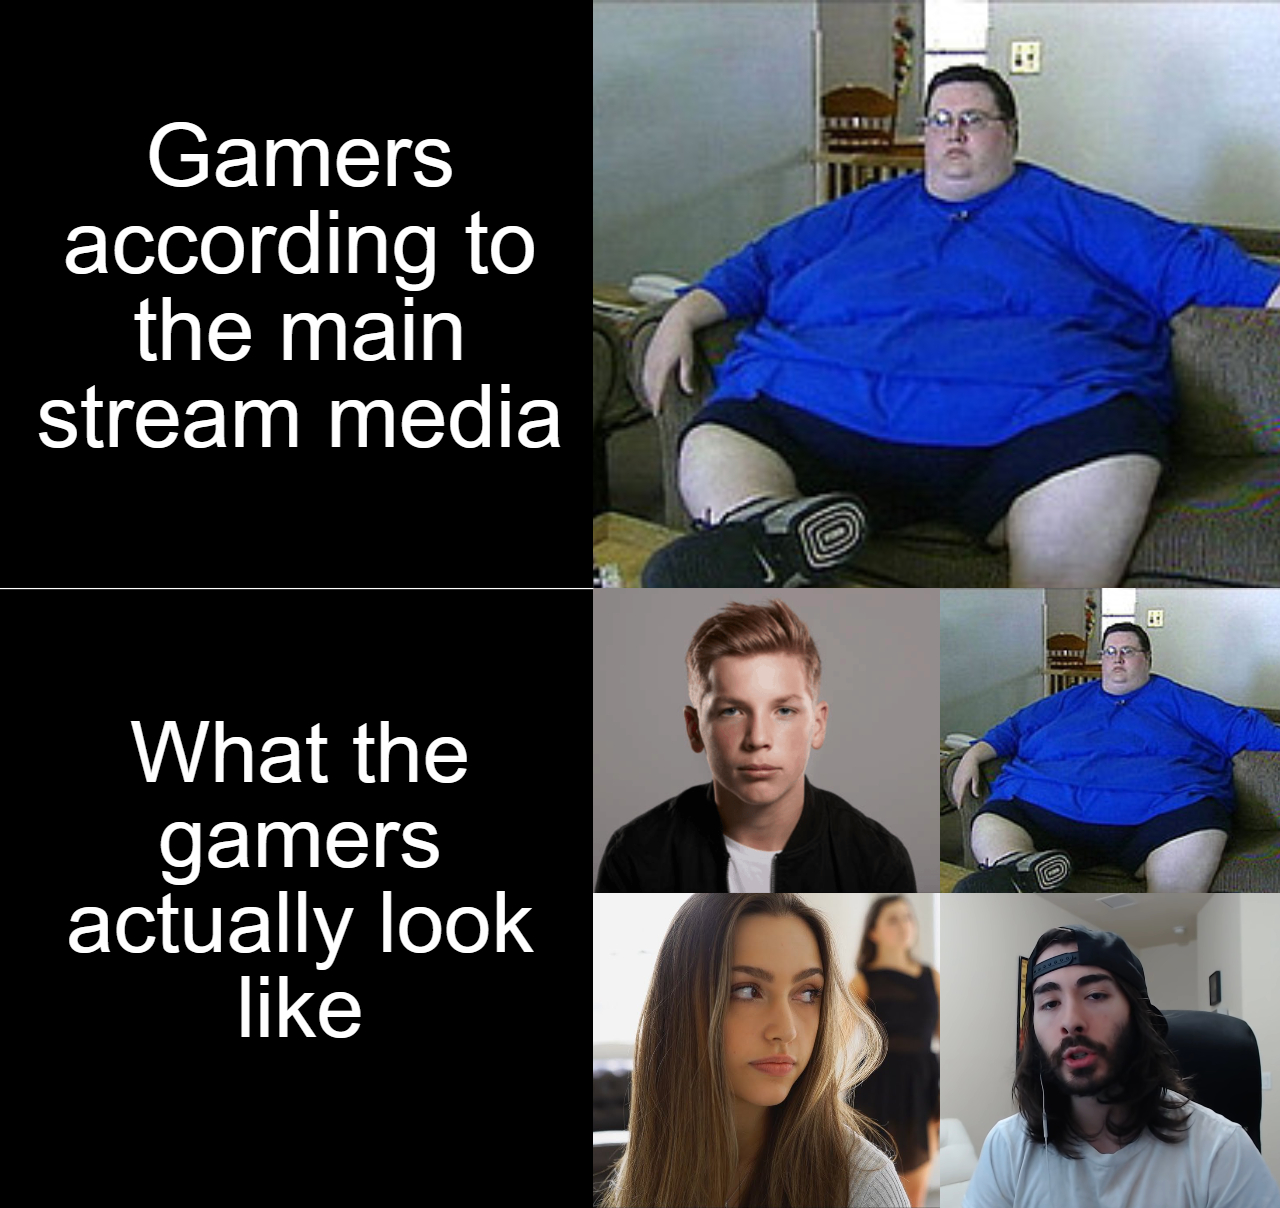 Gamers
according to
the main
stream media
What the
gamers
actually look
like